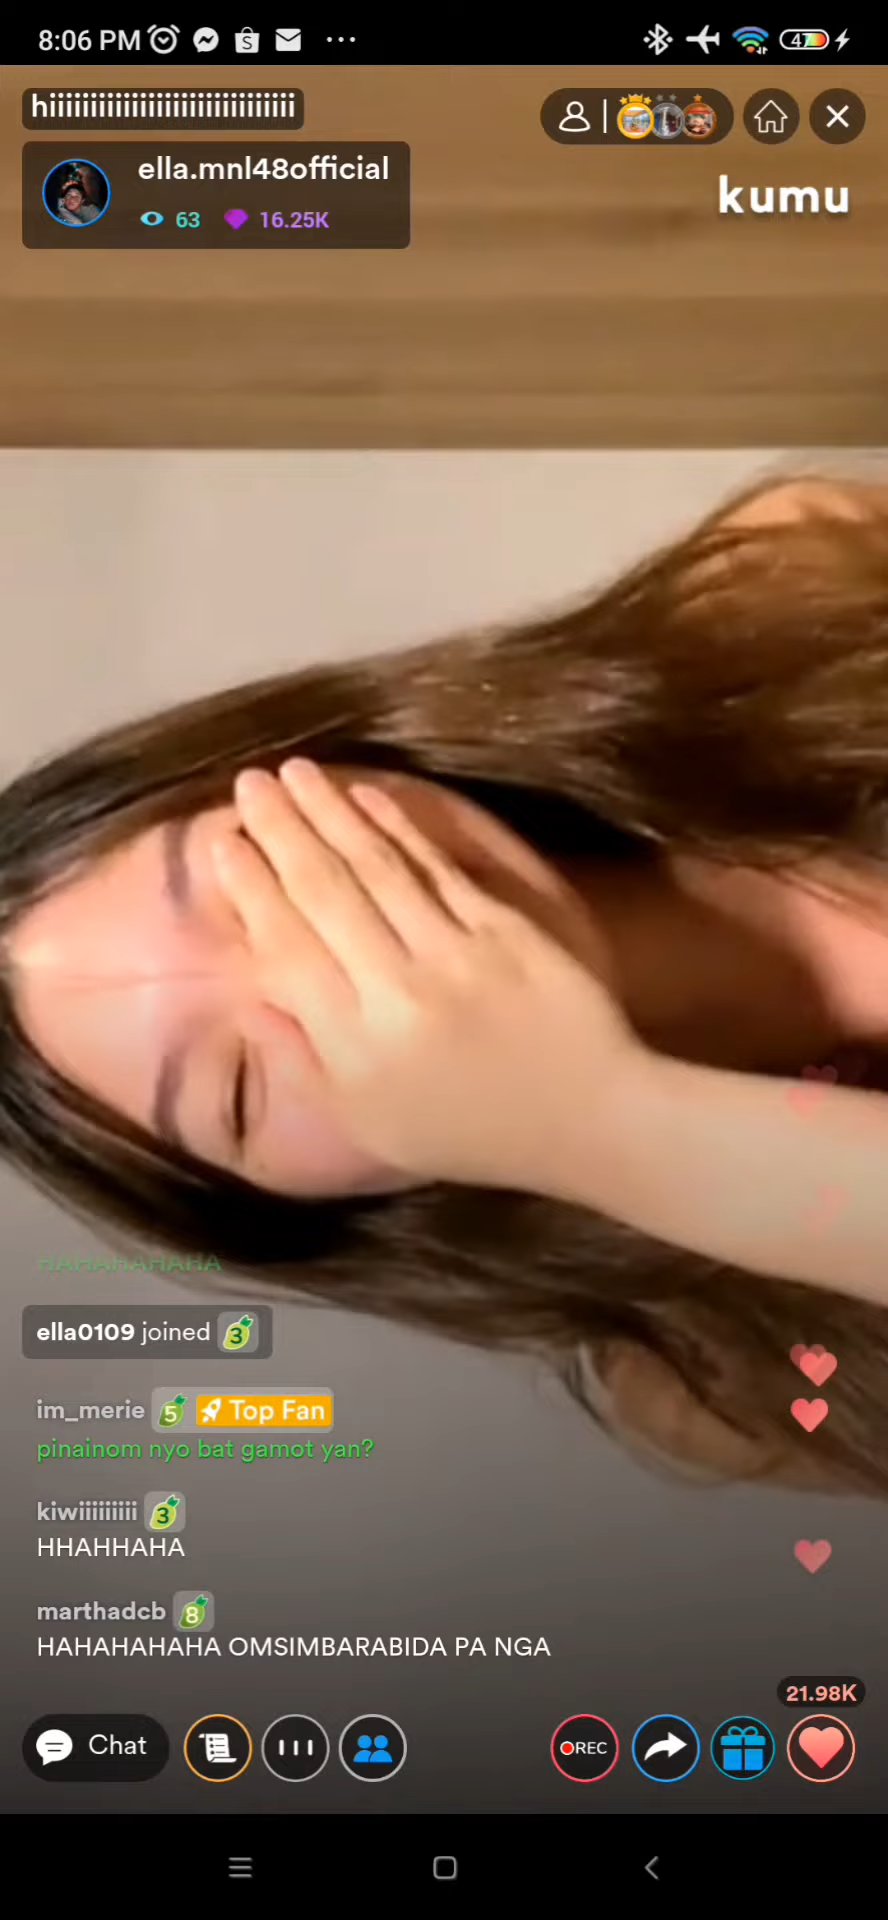 8:06 PM
47
hiiiiiiiiiiiiiiiiiiiiiiiiiiiiii
ella.mnl48official
63 16.25K
kumu
HAHAHAHAHA
ella0109 joined 3
im_merie 5 Top Fan
pinainom nyo bat gamot yan?
kiwiiiiiiiii 3
HHAHHAHA
marthadcb 8
HAHAHAHAHA OMSIMBARABIDA PA NGA
21.98K
Chat
REC